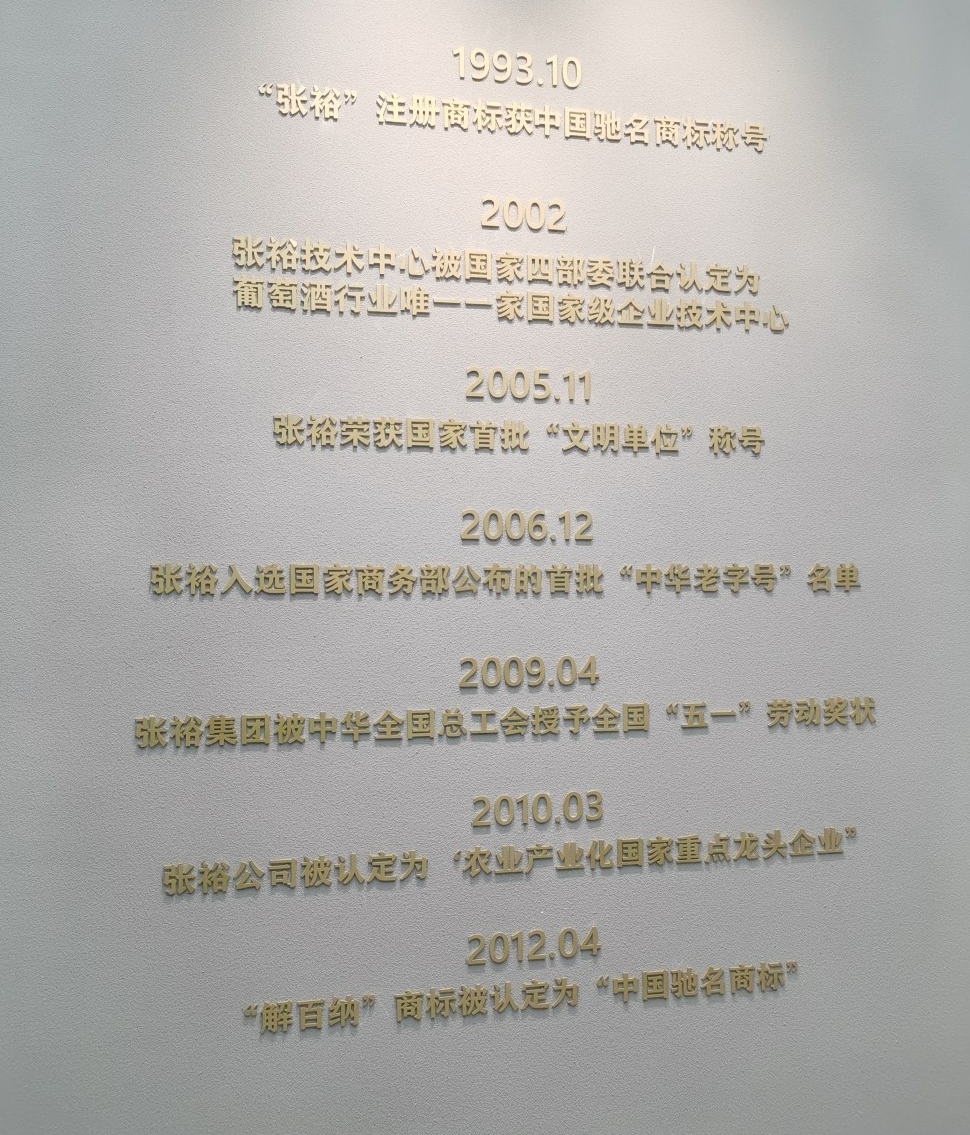 1993.10
“张裕”注册商标获中国驰名商标称号
2002
张裕技术中心被国家四部委联合认定为
葡萄酒行业唯一一家国家级企业技术中心
2005.11
张裕荣获国家首批“文明单位”称号
2006.12
张裕入选国家商务部公布的首批“中华老字号”名单
2009.04
张裕集团被中华全国总工会授予全国“五一”劳动奖状
2010.03
张裕公司被认定为‘农业产业化国家重点龙头企业”
2012.04
“解百纳”商标被认定为“中国驰名商标”